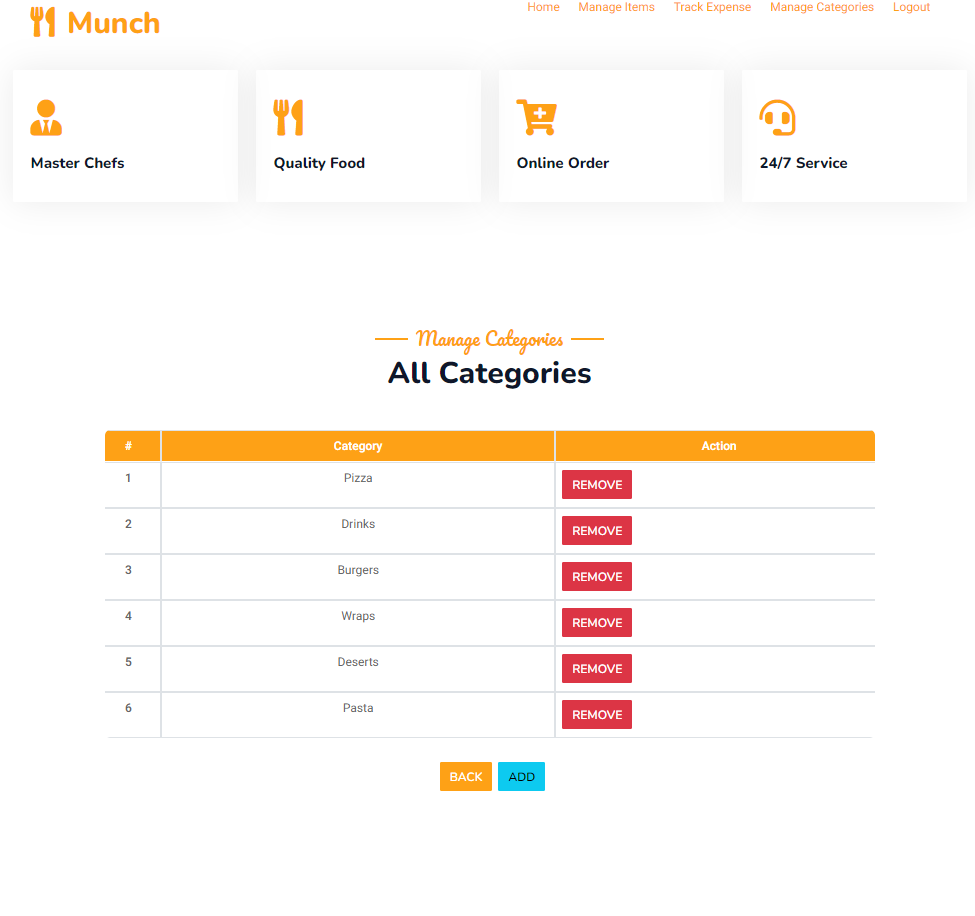 Munch
Home Manage Items Track Expense Manage Categories Logout
Master Chefs Quality Food Online Order 24/7 Service
Manage Categories
All Categories
# Category Action
1 Pizza REMOVE
2 Drinks REMOVE
3 Burgers REMOVE
4 Wraps REMOVE
5 Deserts REMOVE
6 Pasta REMOVE
BACK ADD